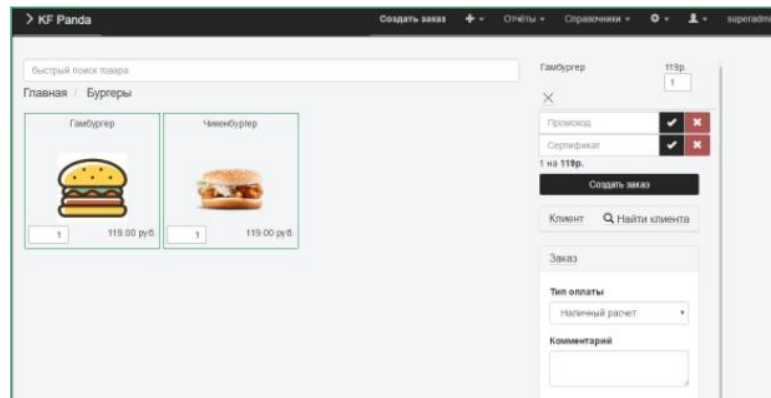 KF Panda
Создать заказ Отчёты Справочники superadmi
быстрый поиск товара
Главная / Бургеры
Гамбургер
1 119.00 руб.
Чикенбургер
1 119.00 руб.
Гамбургер 119р.
1
Промокод
Сертификат
1 на 119р.
Создать заказ
Клиент Найти клиента
Заказ
Тип оплаты
Наличный расчет
Комментарий